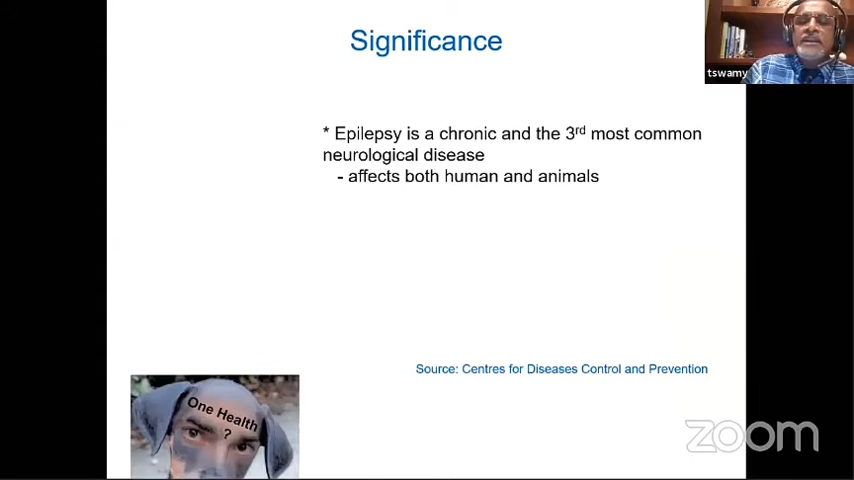 Significance
tswamy
* Epilepsy is a chronic and the 3rd most common
neurological disease
- affects both human and animals
Source: Centres for Diseases Control and Prevention
One Health
?
zoom